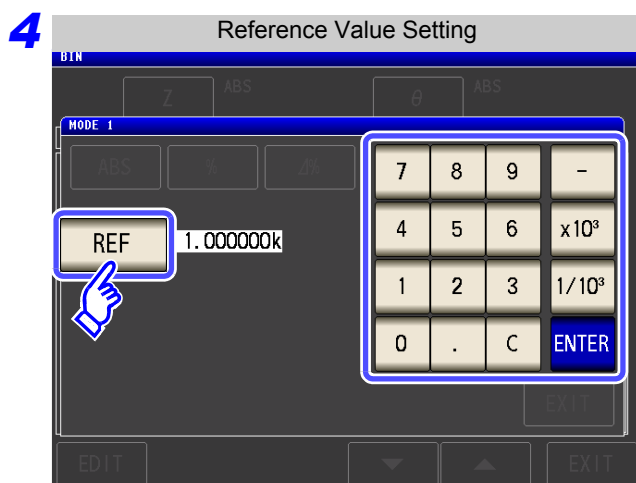 4 Reference Value Setting
BIN
Z ABS θ ABS
MODE 1
ABS % Δ%
7 8 9 −
REF 1.000000k
4 5 6 x10³
1 2 3 1/10³
0 . C ENTER
EXIT
EDIT ▼ ▲ EXIT